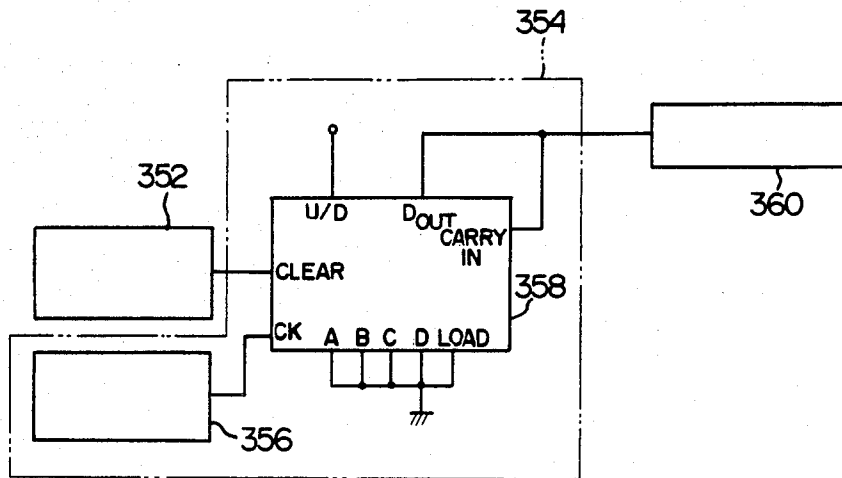 354
352
360
U/D DOUT
CARRY
IN
CLEAR
358
CK A B C D LOAD
356